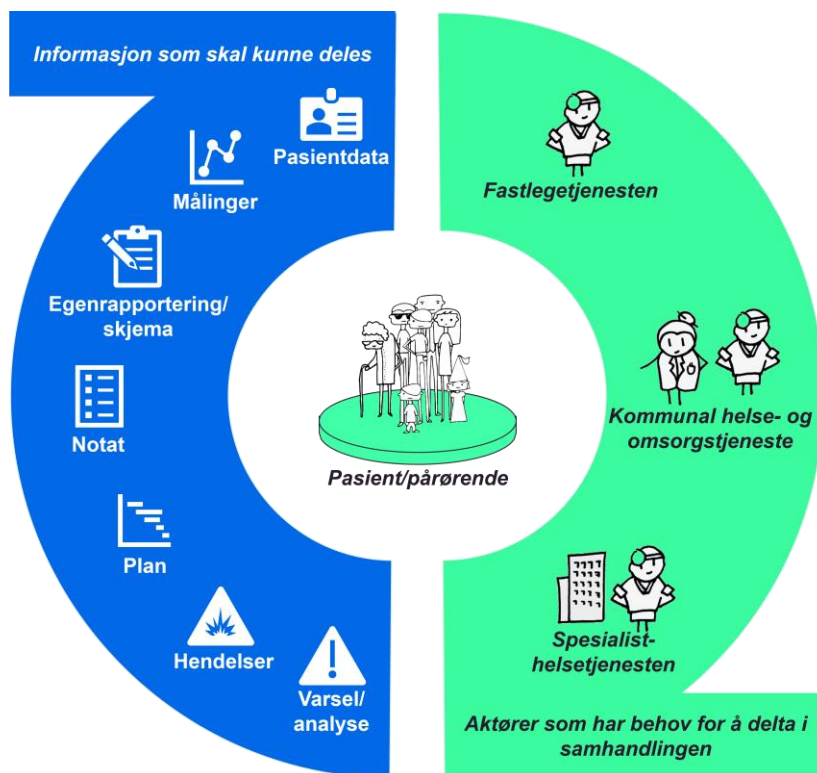 Informasjon som skal kunne deles
Pasientdata
Målinger
Egenrapportering/
skjema
Notat
Plan
Hendelser
Varsel/
analyse
Pasient/pårørende
Fastlegetjenesten
Kommunal helse- og
omsorgstjeneste
Spesialist-
helsetjenesten
Aktører som har behov for å delta i
samhandlingen